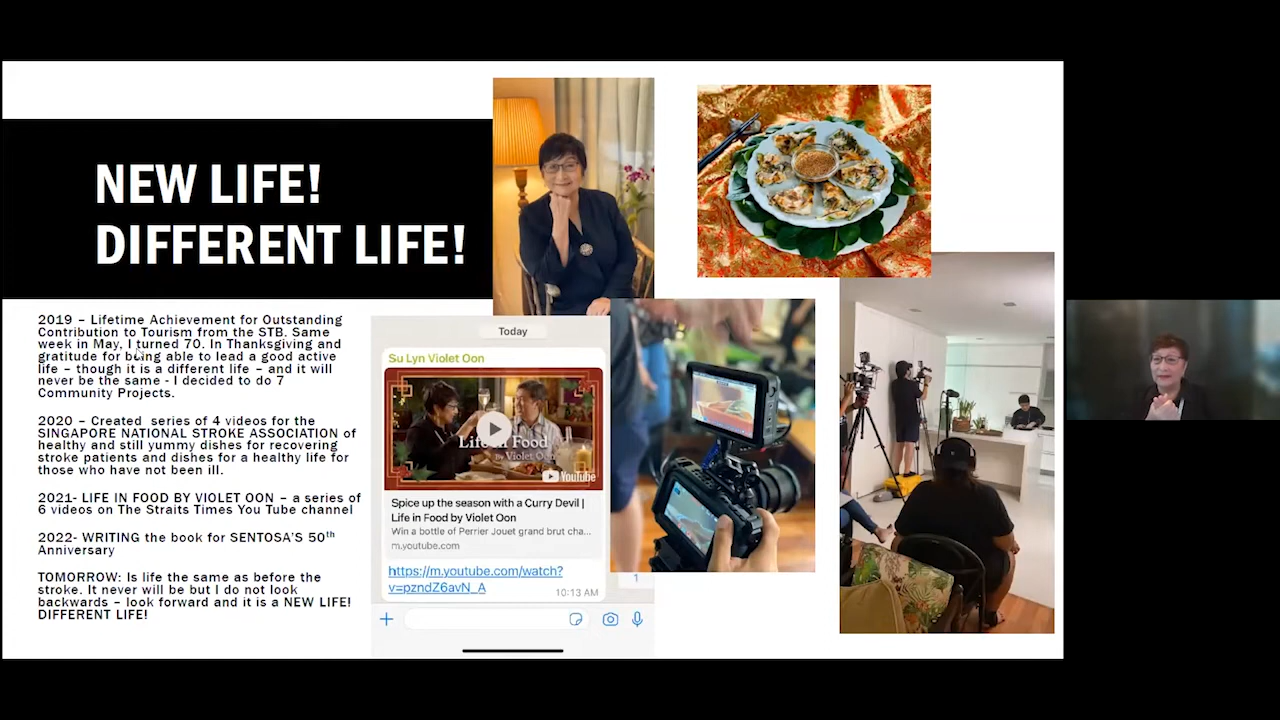 NEW LIFE!
DIFFERENT LIFE!
2019 – Lifetime Achievement for Outstanding
Contribution to Tourism from the STB. Same
week in May, I turned 70. In Thanksgiving and
gratitude for being able to lead a good active
life – though it is a different life – and it will
never be the same - I decided to do 7
Community Projects.
2020 – Created series of 4 videos for the
SINGAPORE NATIONAL STROKE ASSOCIATION of
healthy and still yummy dishes for recovering
stroke patients and dishes for a healthy life for
those who have not been ill.
2021- LIFE IN FOOD BY VIOLET OON – a series of
6 videos on The Straits Times You Tube channel
2022- WRITING the book for SENTOSA'S 50th
Anniversary
TOMORROW: Is life the same as before the
stroke. It never will be but I do not look
backwards – look forward and it is a NEW LIFE!
DIFFERENT LIFE!
Today
Su Lyn Violet Oon
Life in Food
By Violet Oon
YouTube
Spice up the season with a Curry Devil |
Life in Food by Violet Oon
Win a bottle of Perrier Jouet grand brut cha...
m.youtube.com
https://m.youtube.com/watch?
v=pzndZ6avN_A
10:13 AM
1